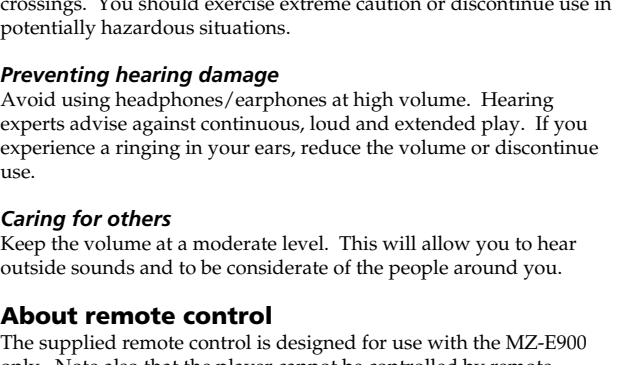 crossings. You should exercise extreme caution or discontinue use in
potentially hazardous situations.
Preventing hearing damage
Avoid using headphones/earphones at high volume. Hearing
experts advise against continuous, loud and extended play. If you
experience a ringing in your ears, reduce the volume or discontinue
use.
Caring for others
Keep the volume at a moderate level. This will allow you to hear
outside sounds and to be considerate of the people around you.
About remote control
The supplied remote control is designed for use with the MZ-E900
only. Note also that the player cannot be controlled by remote